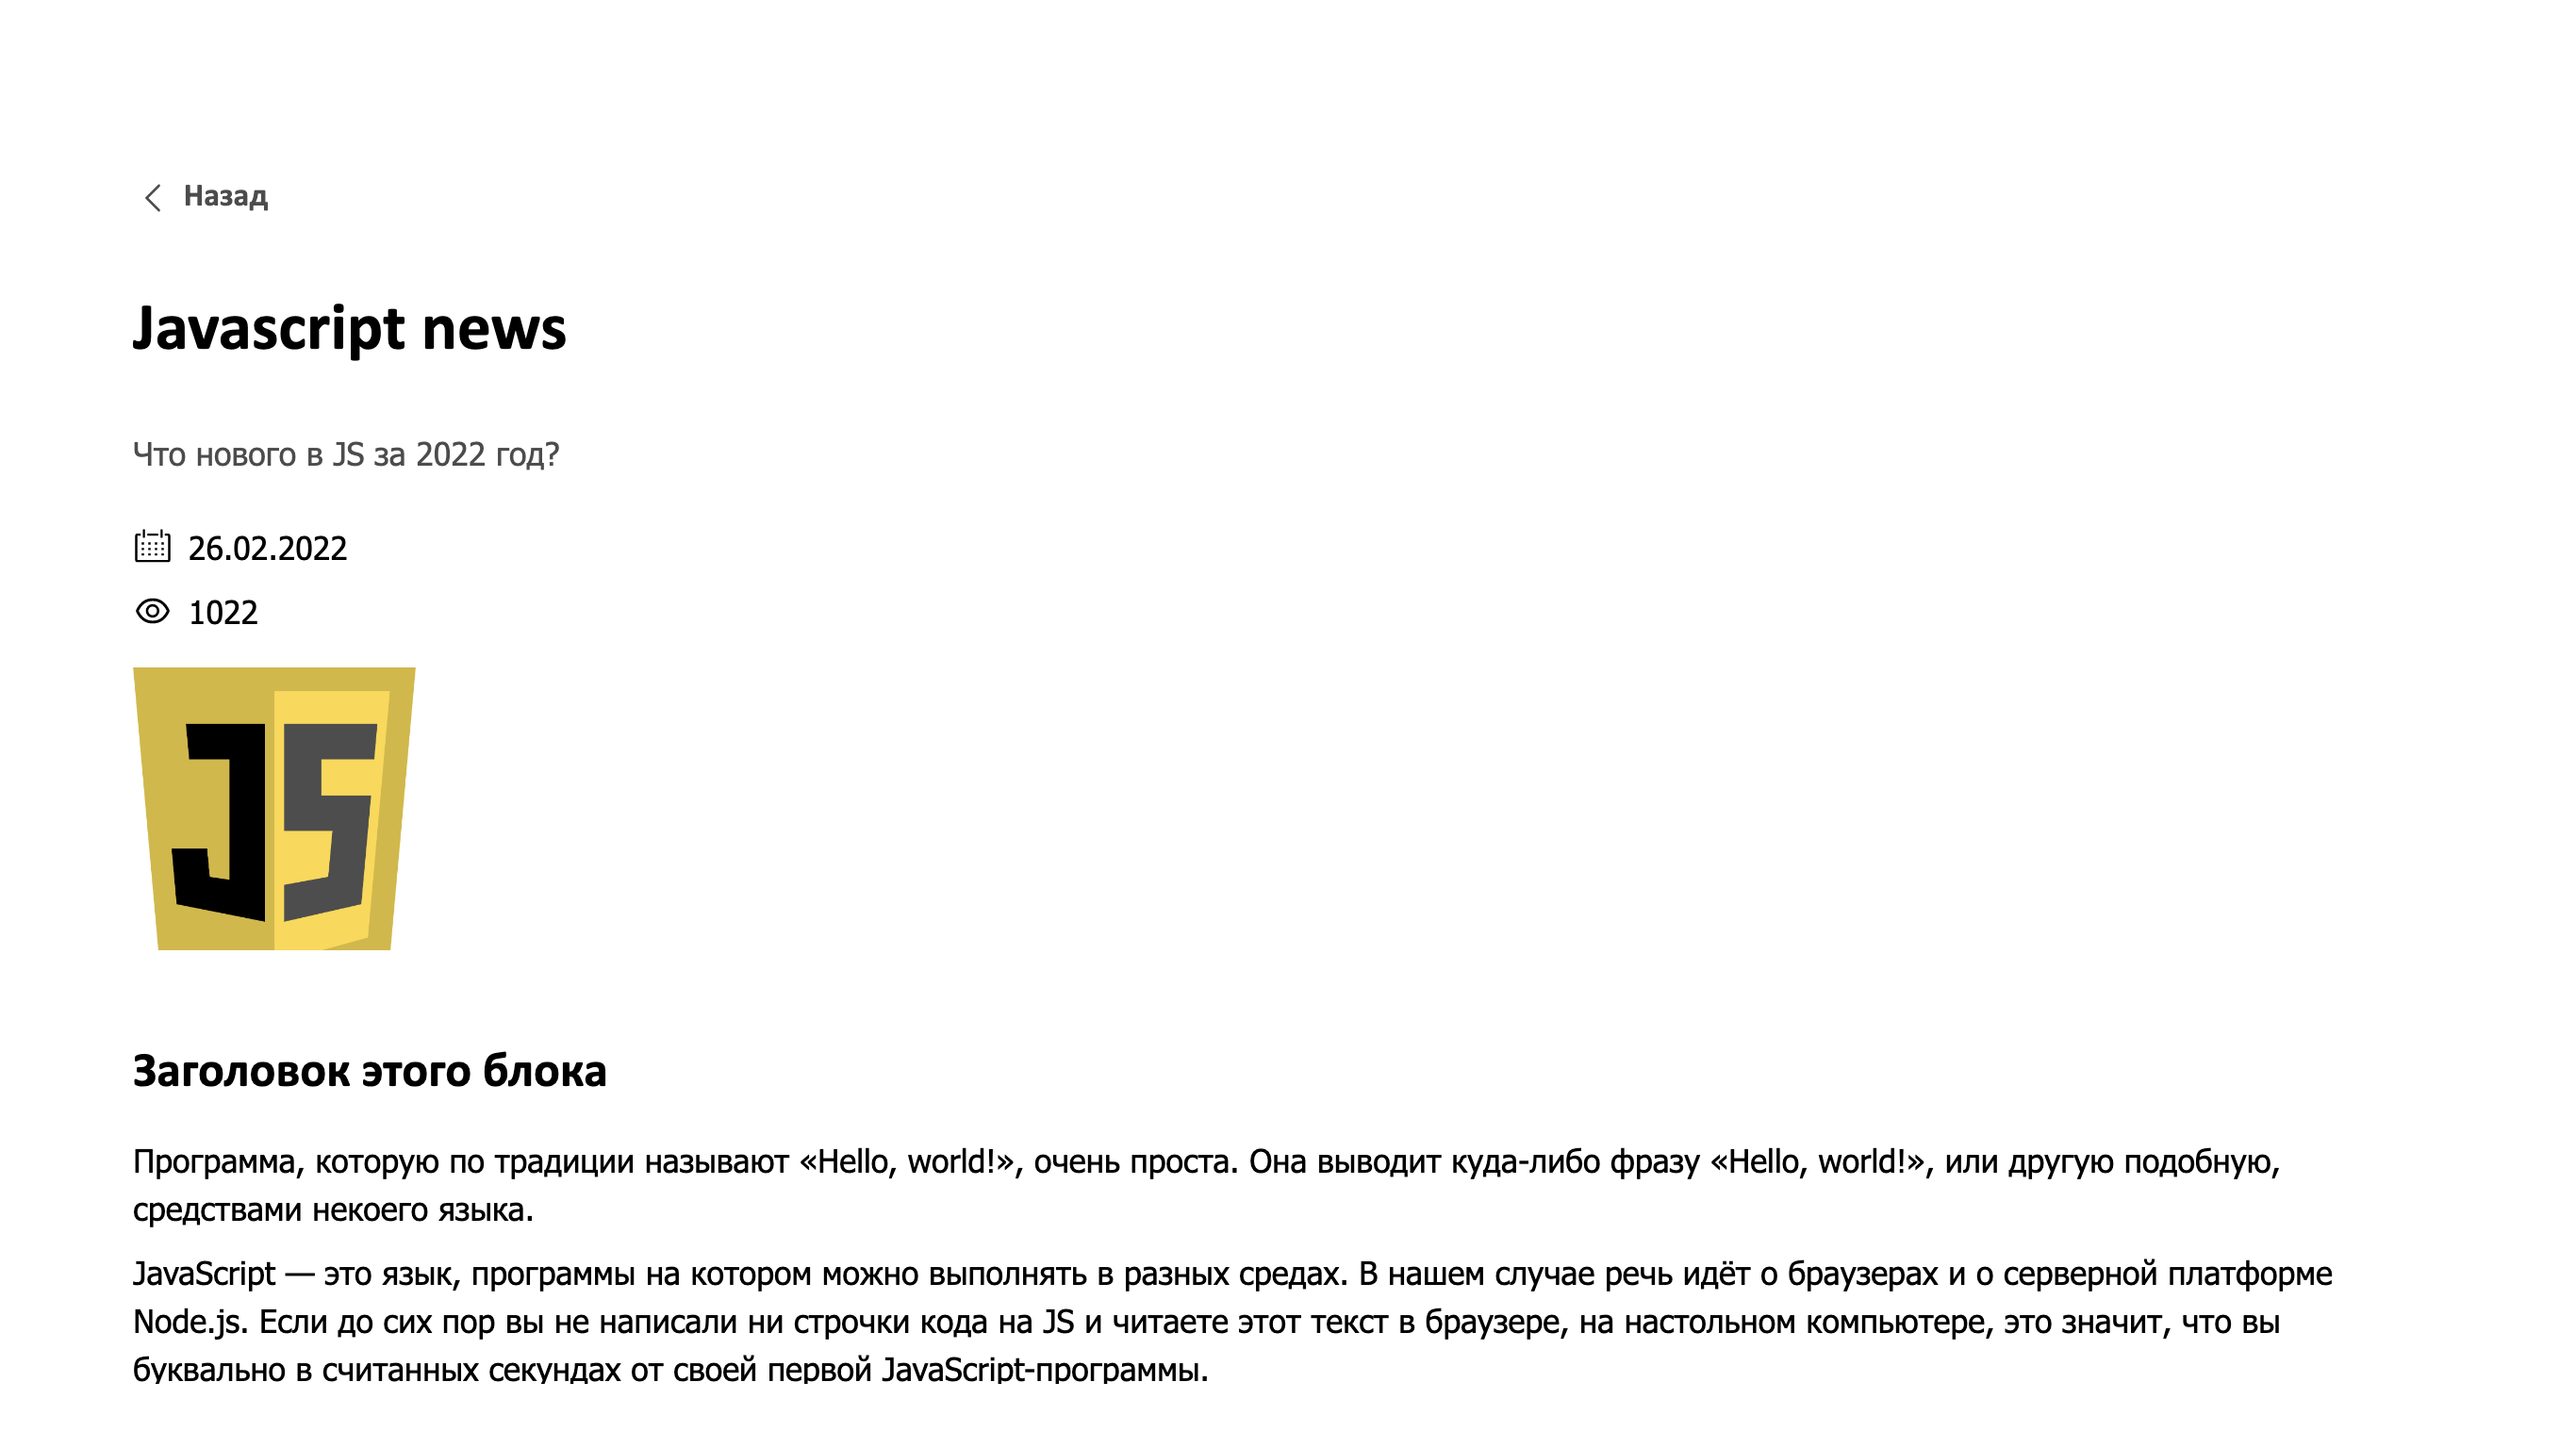 Назад
Javascript news
Что нового в JS за 2022 год?
26.02.2022
1022
JS
Заголовок этого блока
Программа, которую по традиции называют «Hello, world!», очень проста. Она выводит куда-либо фразу «Hello, world!», или другую подобную,
средствами некоего языка.
JavaScript — это язык, программы на котором можно выполнять в разных средах. В нашем случае речь идёт о браузерах и о серверной платформе
Node.js. Если до сих пор вы не написали ни строчки кода на JS и читаете этот текст в браузере, на настольном компьютере, это значит, что вы
буквально в считанных секундах от своей первой JavaScript-программы.